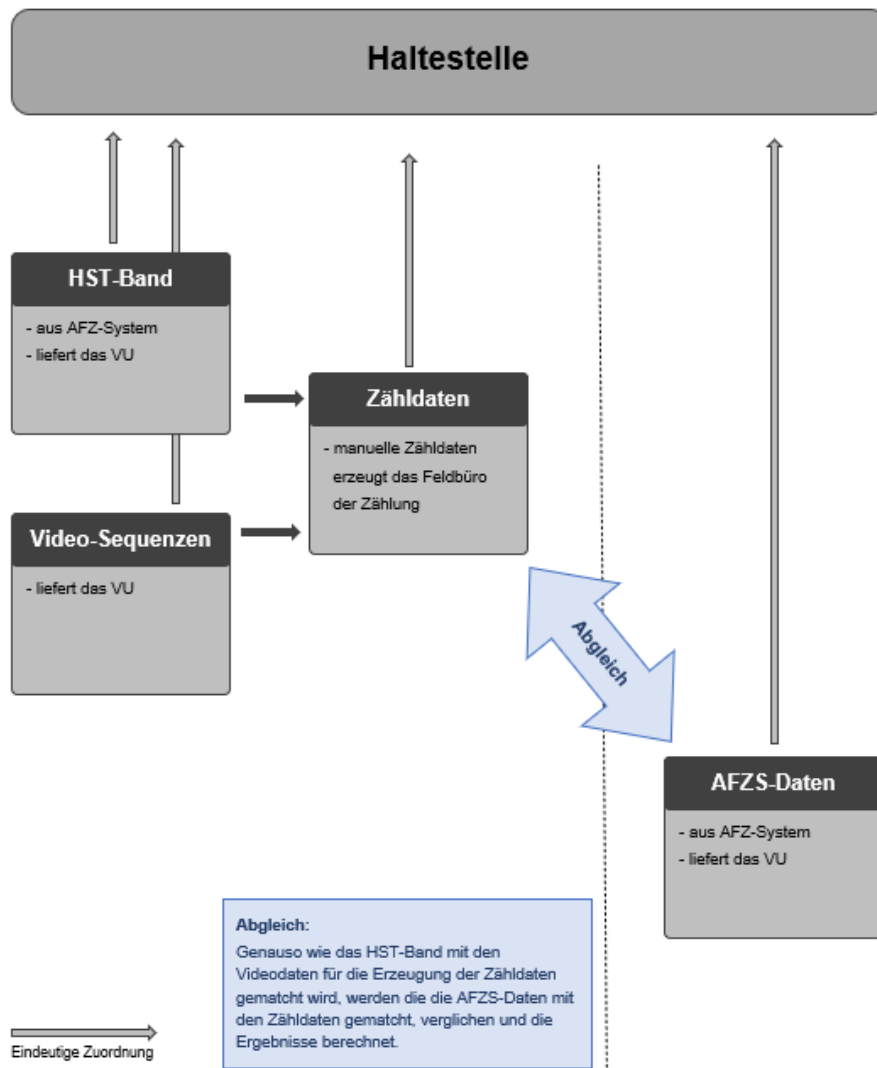 Haltestelle
HST-Band
- aus AFZ-System
- liefert das VU
Zähldaten
- manuelle Zähldaten
erzeugt das Feldbüro
der Zählung
Video-Sequenzen
- liefert das VU
Abgleich
AFZS-Daten
- aus AFZ-System
- liefert das VU
Abgleich:
Genauso wie das HST-Band mit den
Videodaten für die Erzeugung der Zähldaten
gematcht wird, werden die die AFZS-Daten mit
den Zähldaten gematcht, verglichen und die
Ergebnisse berechnet.
Eindeutige Zuordnung